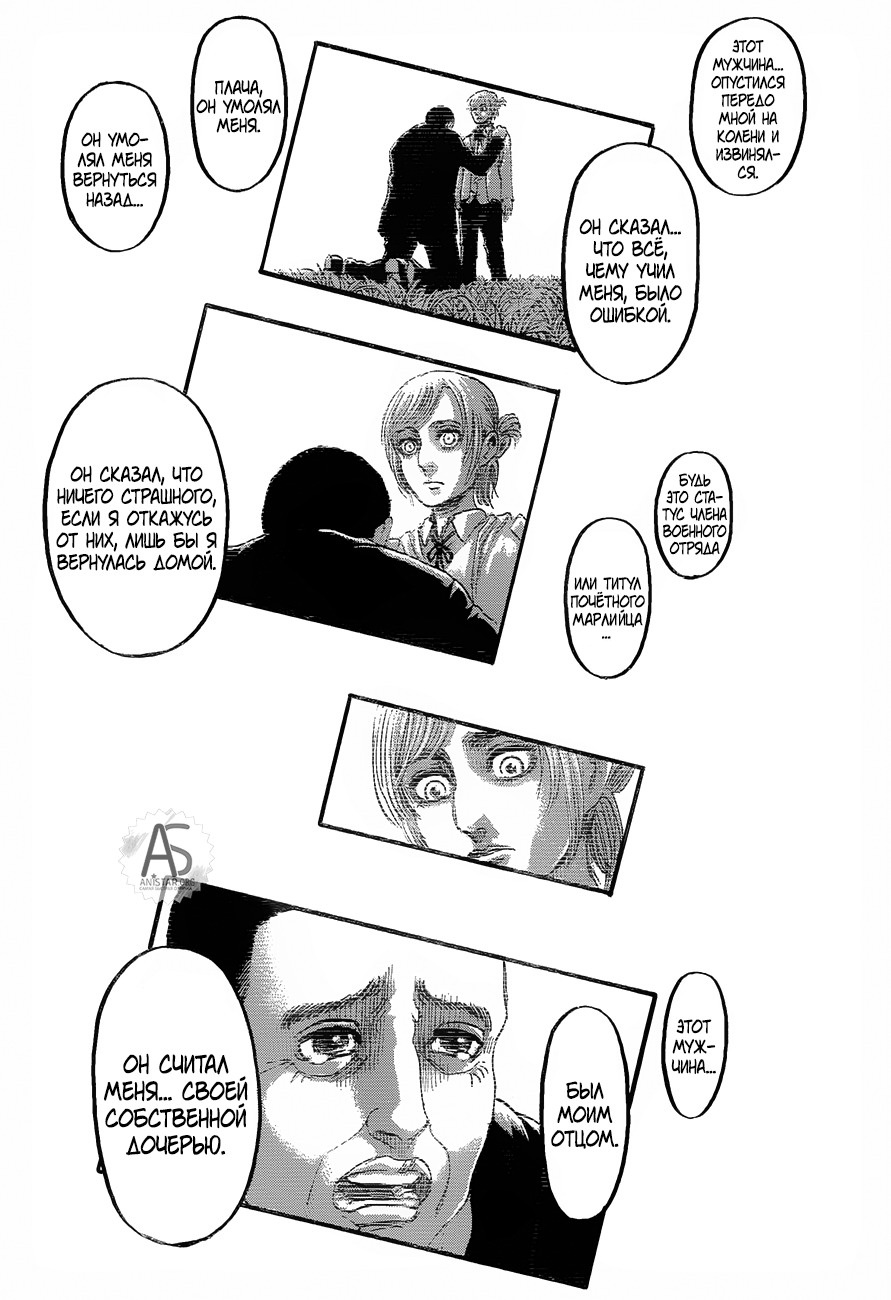 ЭТОТ
МУЖЧИНА...
ОПУСТИЛСЯ
ПЕРЕДО
МНОЙ НА
КОЛЕНИ И
ИЗВИНЯЛ-
СЯ.
ОН СКАЗАЛ...
ЧТО ВСЁ,
ЧЕМУ УЧИЛ
МЕНЯ, БЫЛО
ОШИБКОЙ.
ПЛАЧА,
ОН УМОЛЯЛ
МЕНЯ.
ОН УМО-
ЛЯЛ МЕНЯ
ВЕРНУТЬСЯ
НАЗАД...
БУДЬ
ЭТО СТА-
ТУС ЧЛЕНА
ВОЕННОГО
ОТРЯДА
ИЛИ ТИТУЛ
ПОЧЁТНОГО
МАРЛИЙЦА
...
ОН СКАЗАЛ, ЧТО
НИЧЕГО СТРАШНОГО,
ЕСЛИ Я ОТКАЖУСЬ
ОТ НИХ, ЛИШЬ БЫ Я
ВЕРНУЛАСЬ ДОМОЙ.
AS
ANISTAR.ORG
ЭТОТ
МУЖ-
ЧИНА...
БЫЛ
МОИМ
ОТЦОМ.
ОН СЧИТАЛ
МЕНЯ... СВОЕЙ
СОБСТВЕННОЙ
ДОЧЕРЬЮ.